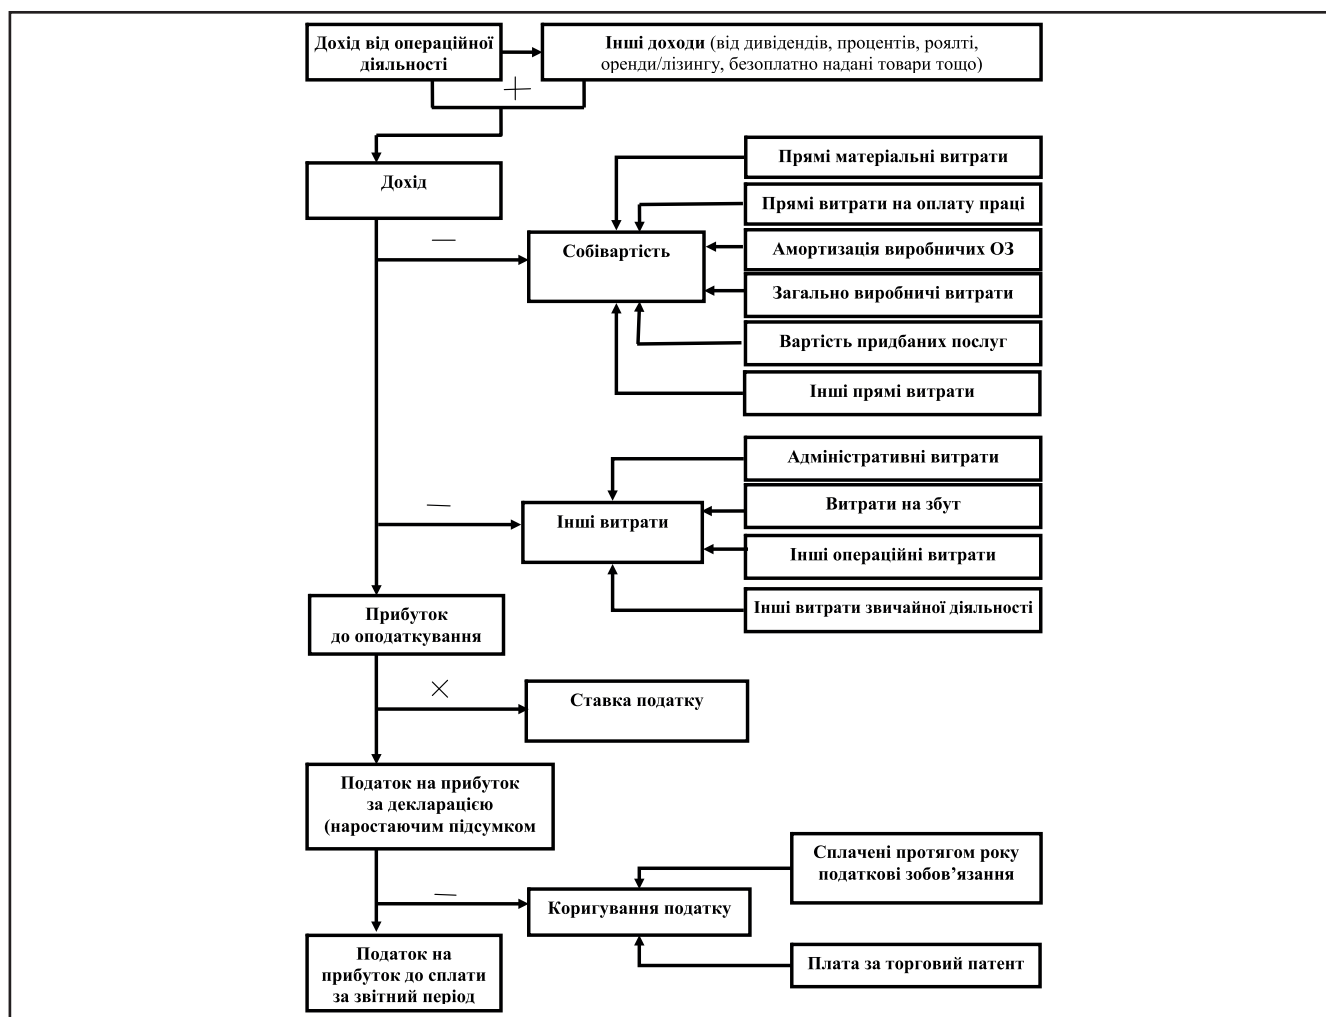 Дохід від операційної
діяльності
Інші доходи (від дивідендів, процентів, роялті,
оренди/лізингу, безоплатно надані товари тощо)
+
Дохід
Прямі матеріальні витрати
Прямі витрати на оплату праці
—
Собівартість
Амортизація виробничих ОЗ
Загально виробничі витрати
Вартість придбаних послуг
Інші прямі витрати
Адміністративні витрати
—
Інші витрати
Витрати на збут
Інші операційні витрати
Інші витрати звичайної діяльності
Прибуток
до оподаткування
×
Ставка податку
Податок на прибуток
за декларацією
(наростаючим підсумком
Сплачені протягом року
податкові зобов’язання
—
Коригування податку
Плата за торговий патент
Податок на
прибуток до сплати
за звітний період